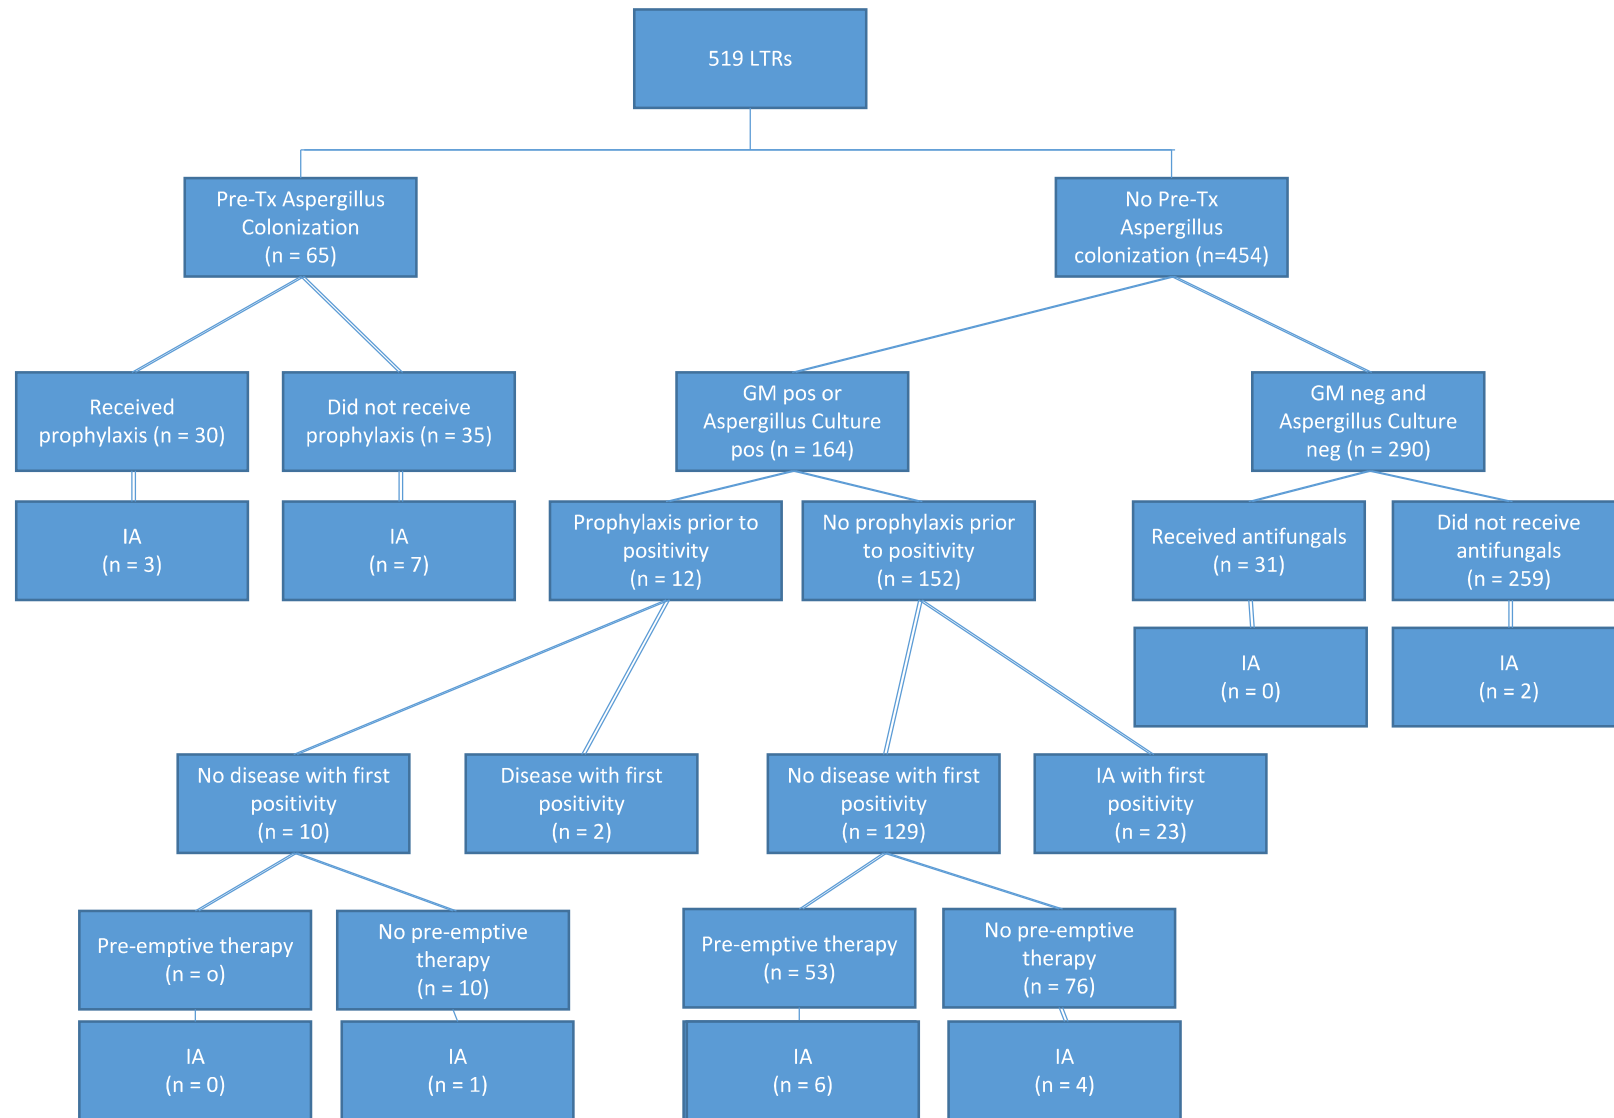 519 LTRs
Pre-Tx Aspergillus
Colonization
(n = 65)
No Pre-Tx
Aspergillus
colonization (n=454)
Received
prophylaxis (n = 30)
Did not receive
prophylaxis (n = 35)
GM pos or
Aspergillus Culture
pos (n = 164)
GM neg and
Aspergillus Culture
neg (n = 290)
IA
(n = 3)
IA
(n = 7)
Prophylaxis prior to
positivity
(n = 12)
No prophylaxis prior
to positivity
(n = 152)
Received antifungals
(n = 31)
Did not receive
antifungals
(n = 259)
IA
(n = 0)
IA
(n = 2)
No disease with first
positivity
(n = 10)
Disease with first
positivity
(n = 2)
No disease with first
positivity
(n = 129)
IA with first
positivity
(n = 23)
Pre-emptive therapy
(n = o)
No pre-emptive
therapy
(n = 10)
Pre-emptive therapy
(n = 53)
No pre-emptive
therapy
(n = 76)
IA
(n = 0)
IA
(n = 1)
IA
(n = 6)
IA
(n = 4)